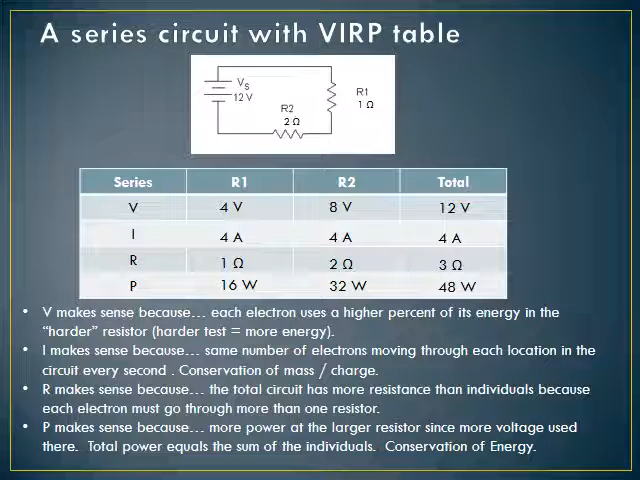 A series circuit with VIRP table
VS
12 V
R1
1 Ω
R2
2 Ω
Series R1 R2 Total
V 4 V 8 V 12 V
I 4 A 4 A 4 A
R 1 Ω 2 Ω 3 Ω
P 16 W 32 W 48 W
• V makes sense because… each electron uses a higher percent of its energy in the
“harder” resistor (harder test = more energy).
• I makes sense because… same number of electrons moving through each location in the
circuit every second . Conservation of mass / charge.
• R makes sense because… the total circuit has more resistance than individuals because
each electron must go through more than one resistor.
• P makes sense because… more power at the larger resistor since more voltage used
there. Total power equals the sum of the individuals. Conservation of Energy.